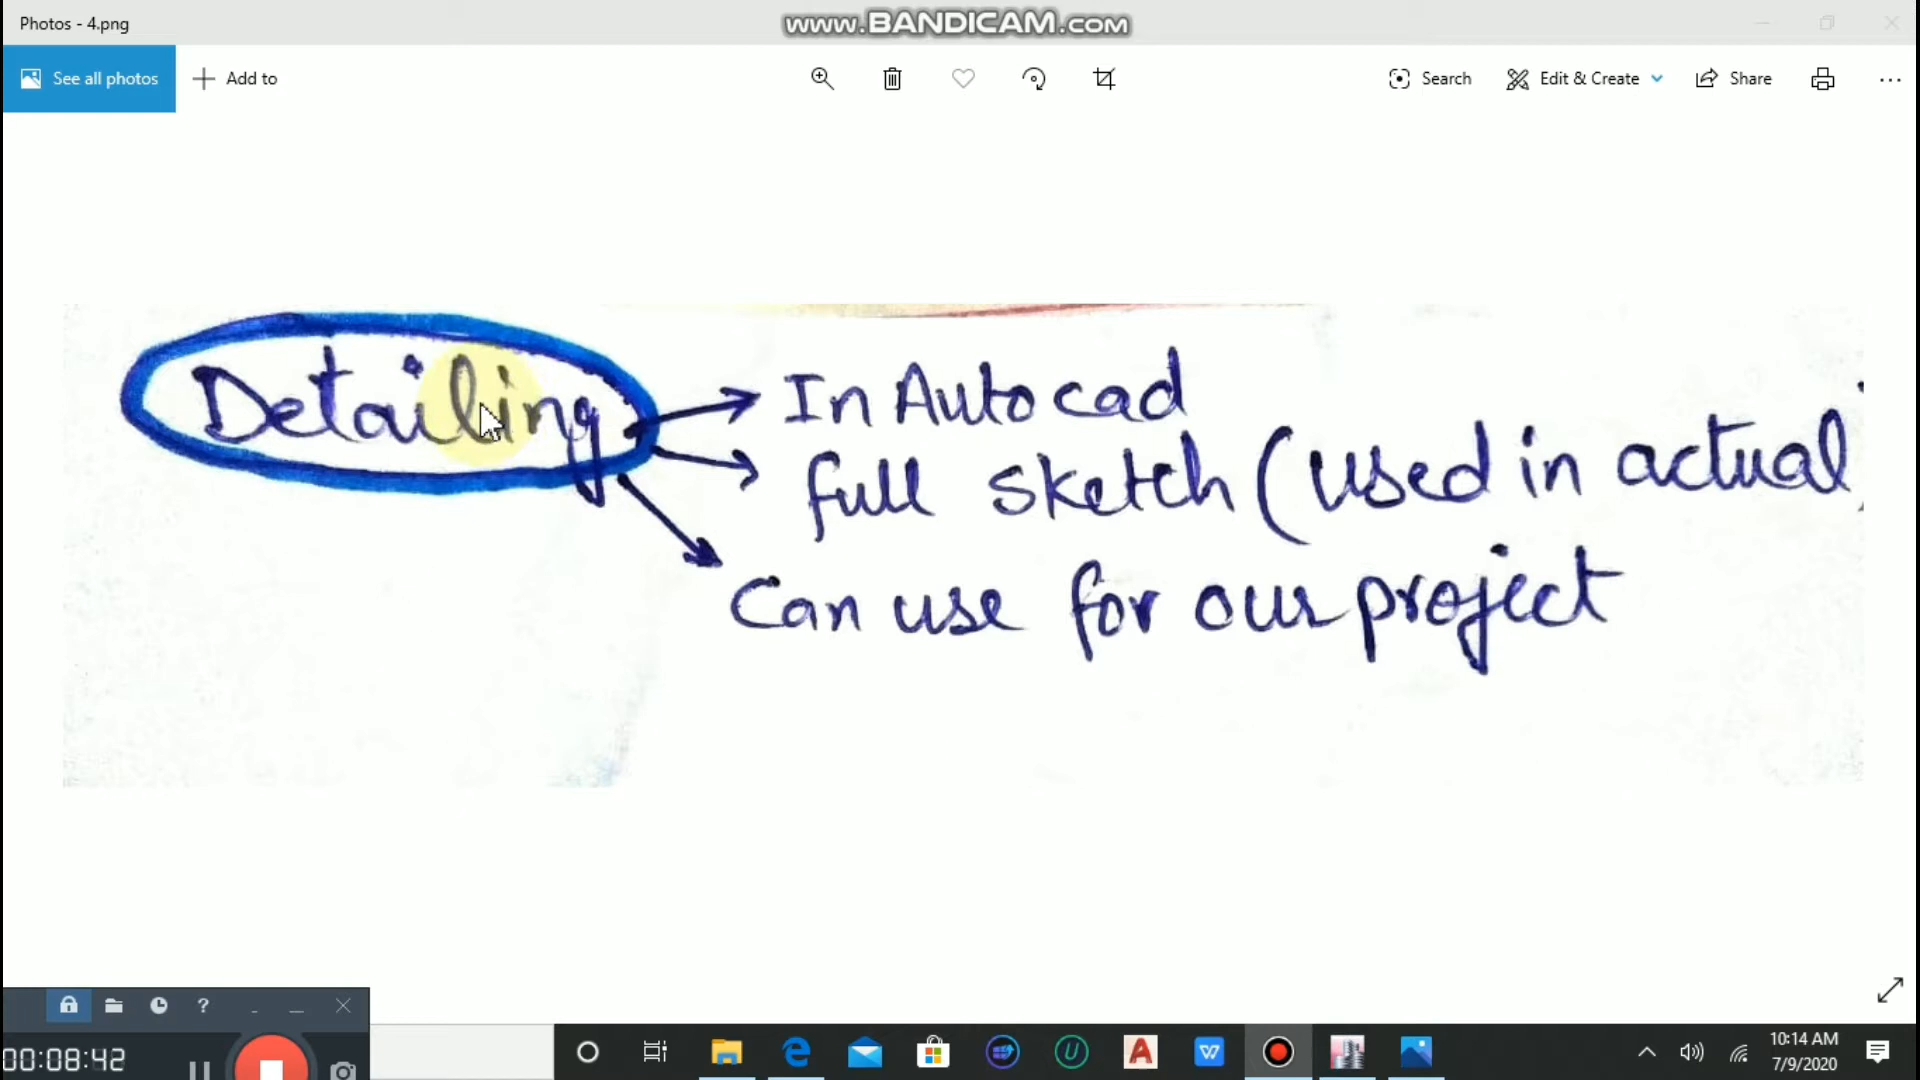 Photos - 4.png
www.BANDICAM.com
See all photos
Add to
Search
Edit & Create
Share
Detailing
In Autocad
full sketch (used in actual)
Can use for our project
00:08:42
10:14 AM
7/9/2020